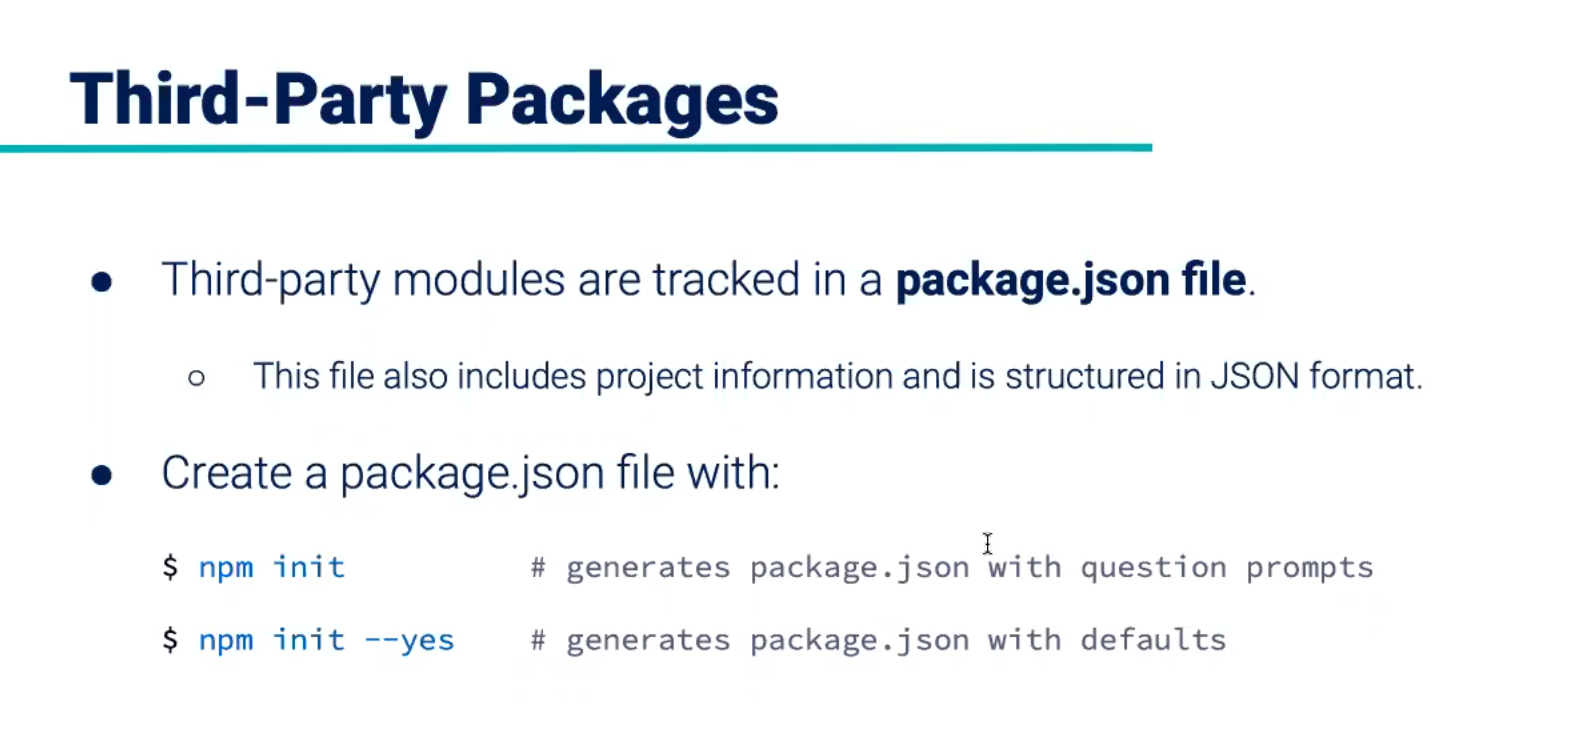 Third-Party Packages
● Third-party modules are tracked in a package.json file.
○ This file also includes project information and is structured in JSON format.
● Create a package.json file with:
$ npm init # generates package.json with question prompts
$ npm init --yes # generates package.json with defaults